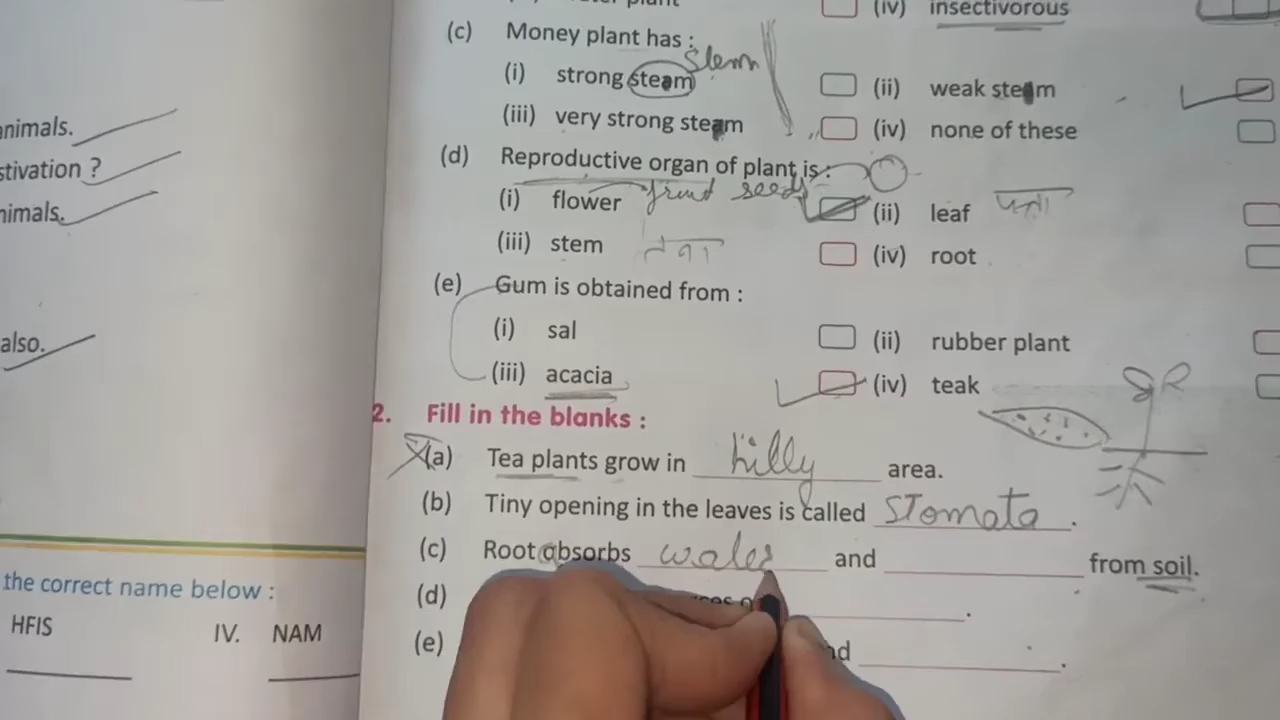 (iv) insectivorous
(c) Money plant has :
stem
(i) strong steam (ii) weak steam
(iii) very strong steam (iv) none of these
(d) Reproductive organ of plant is :
(i) flower fruit seeds (ii) leaf पत्ता
(iii) stem तना (iv) root
(e) Gum is obtained from :
(i) sal (ii) rubber plant
(iii) acacia (iv) teak
2. Fill in the blanks :
(a) Tea plants grow in hilly area.
(b) Tiny opening in the leaves is called stomata.
(c) Root absorbs water and from soil.
(d) .
(e) .
animals.
stivation ?
nimals.
also.
the correct name below :
HFIS IV. NAM